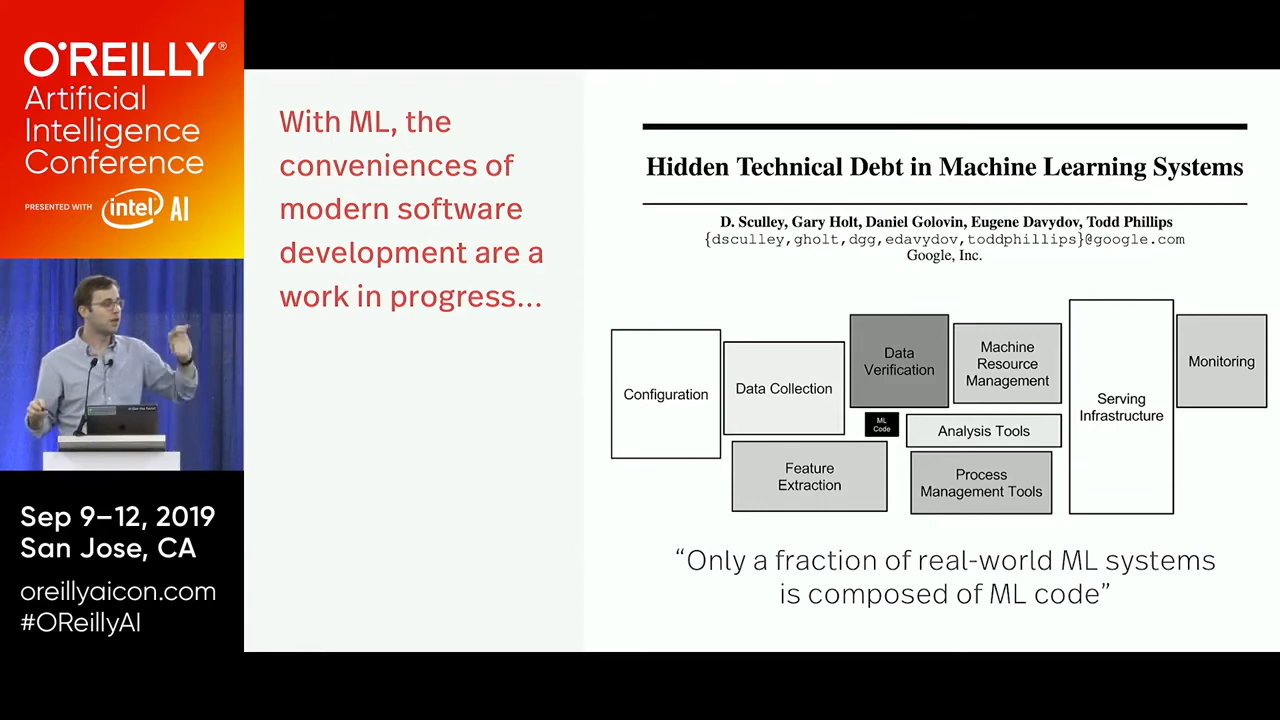 O'REILLY®
Artificial
Intelligence
Conference
PRESENTED WITH
intel AI
Sep 9–12, 2019
San Jose, CA
oreillyaicon.com
#OReillyAI
With ML, the
conveniences of
modern software
development are a
work in progress...
Hidden Technical Debt in Machine Learning Systems
D. Sculley, Gary Holt, Daniel Golovin, Eugene Davydov, Todd Phillips
{dsculley,gholt,dgg,edavydov,toddphillips}@google.com
Google, Inc.
Configuration
Data Collection
Data
Verification
Machine
Resource
Management
Serving
Infrastructure
Monitoring
ML
Code
Analysis Tools
Feature
Extraction
Process
Management Tools
“Only a fraction of real-world ML systems
is composed of ML code”